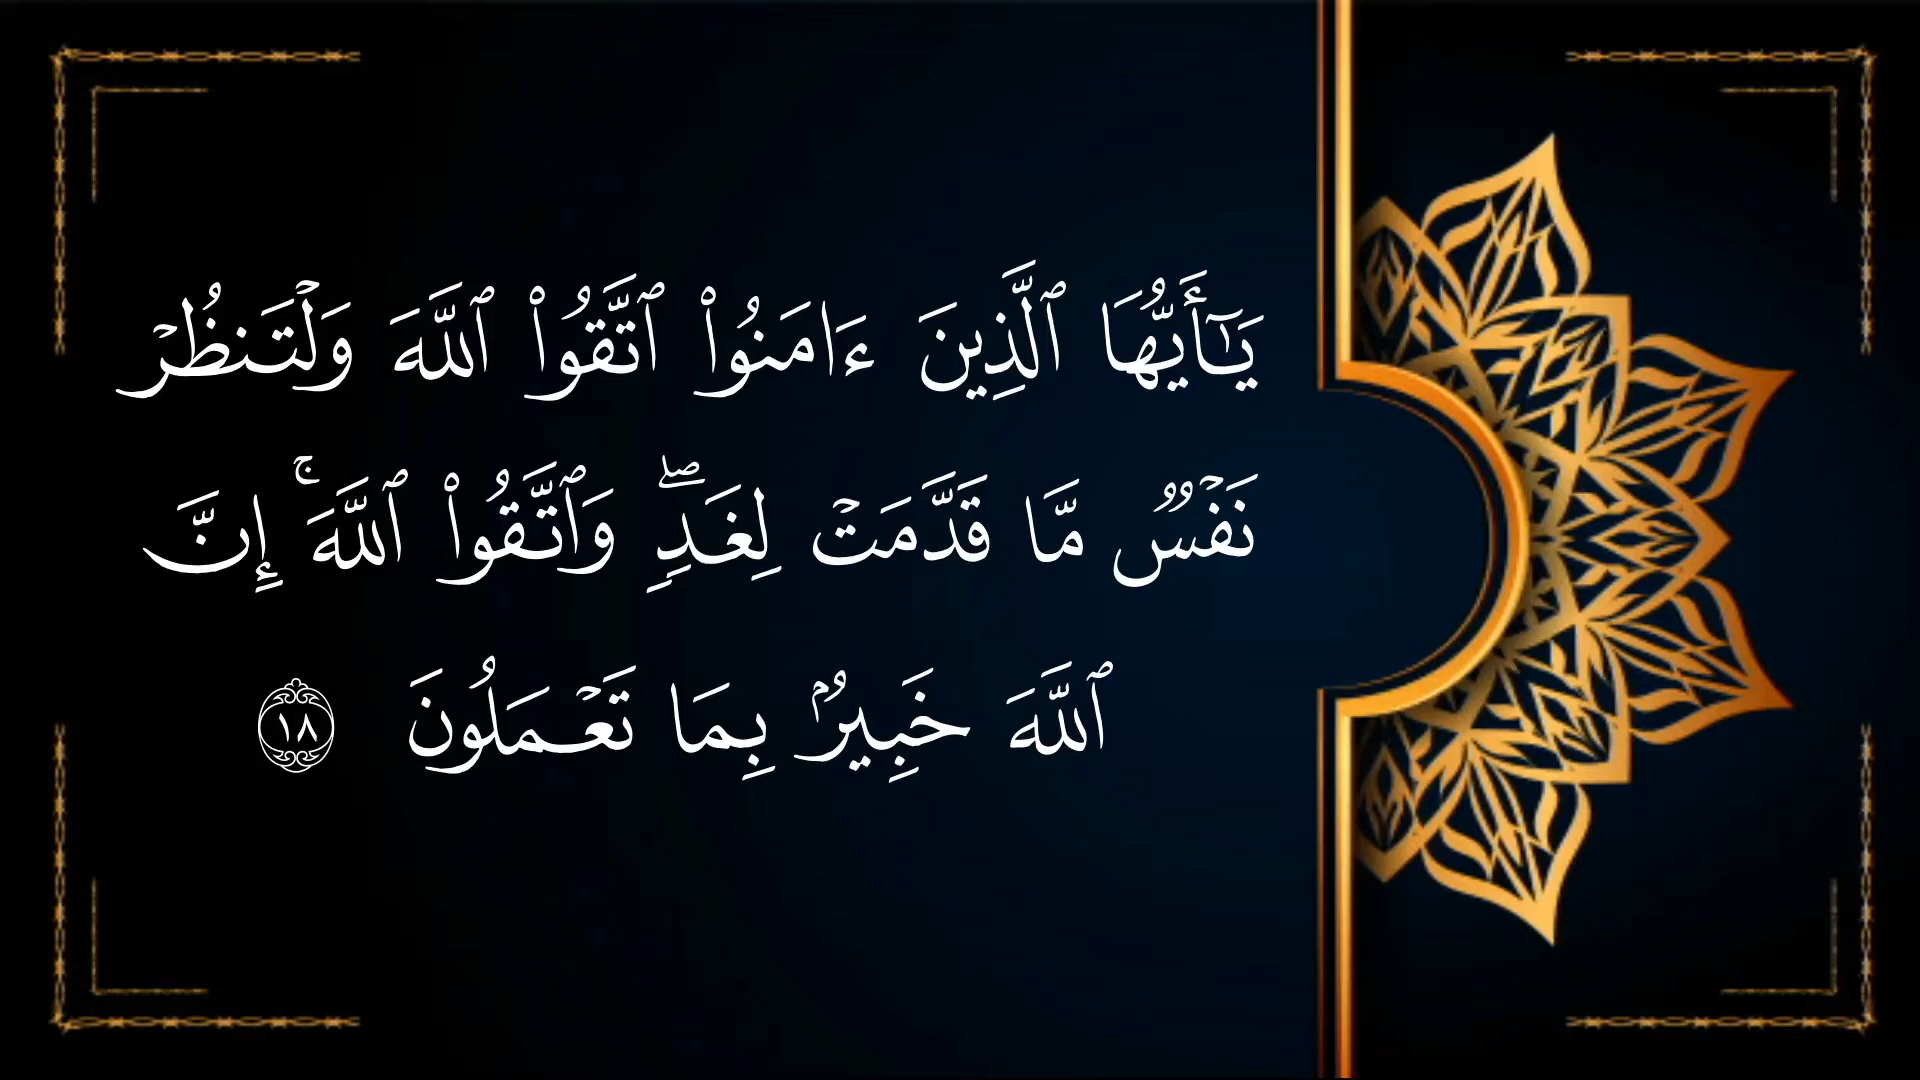 يَـٰٓأَيُّهَا ٱلَّذِينَ ءَامَنُوا۟ ٱتَّقُوا۟ ٱللَّهَ وَلْتَنظُرْ
نَفْسٌ مَّا قَدَّمَتْ لِغَدٍ ۖ وَٱتَّقُوا۟ ٱللَّهَ ۚ إِنَّ
ٱللَّهَ خَبِيرٌۢ بِمَا تَعْمَلُونَ ١٨